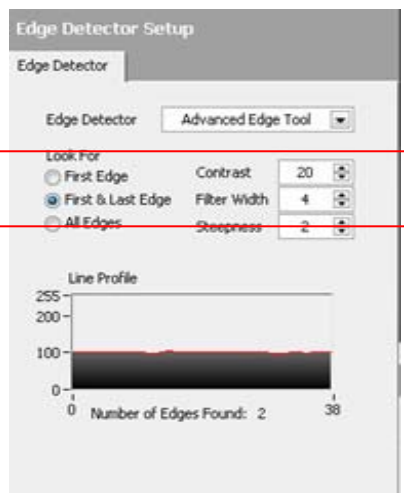 Edge Detector Setup
Edge Detector
Edge Detector Advanced Edge Tool
Look For
First Edge Contrast 20
First & Last Edge Filter Width 4
All Edges Steepness 2
Line Profile
255
200
100
0
0 Number of Edges Found: 2 38